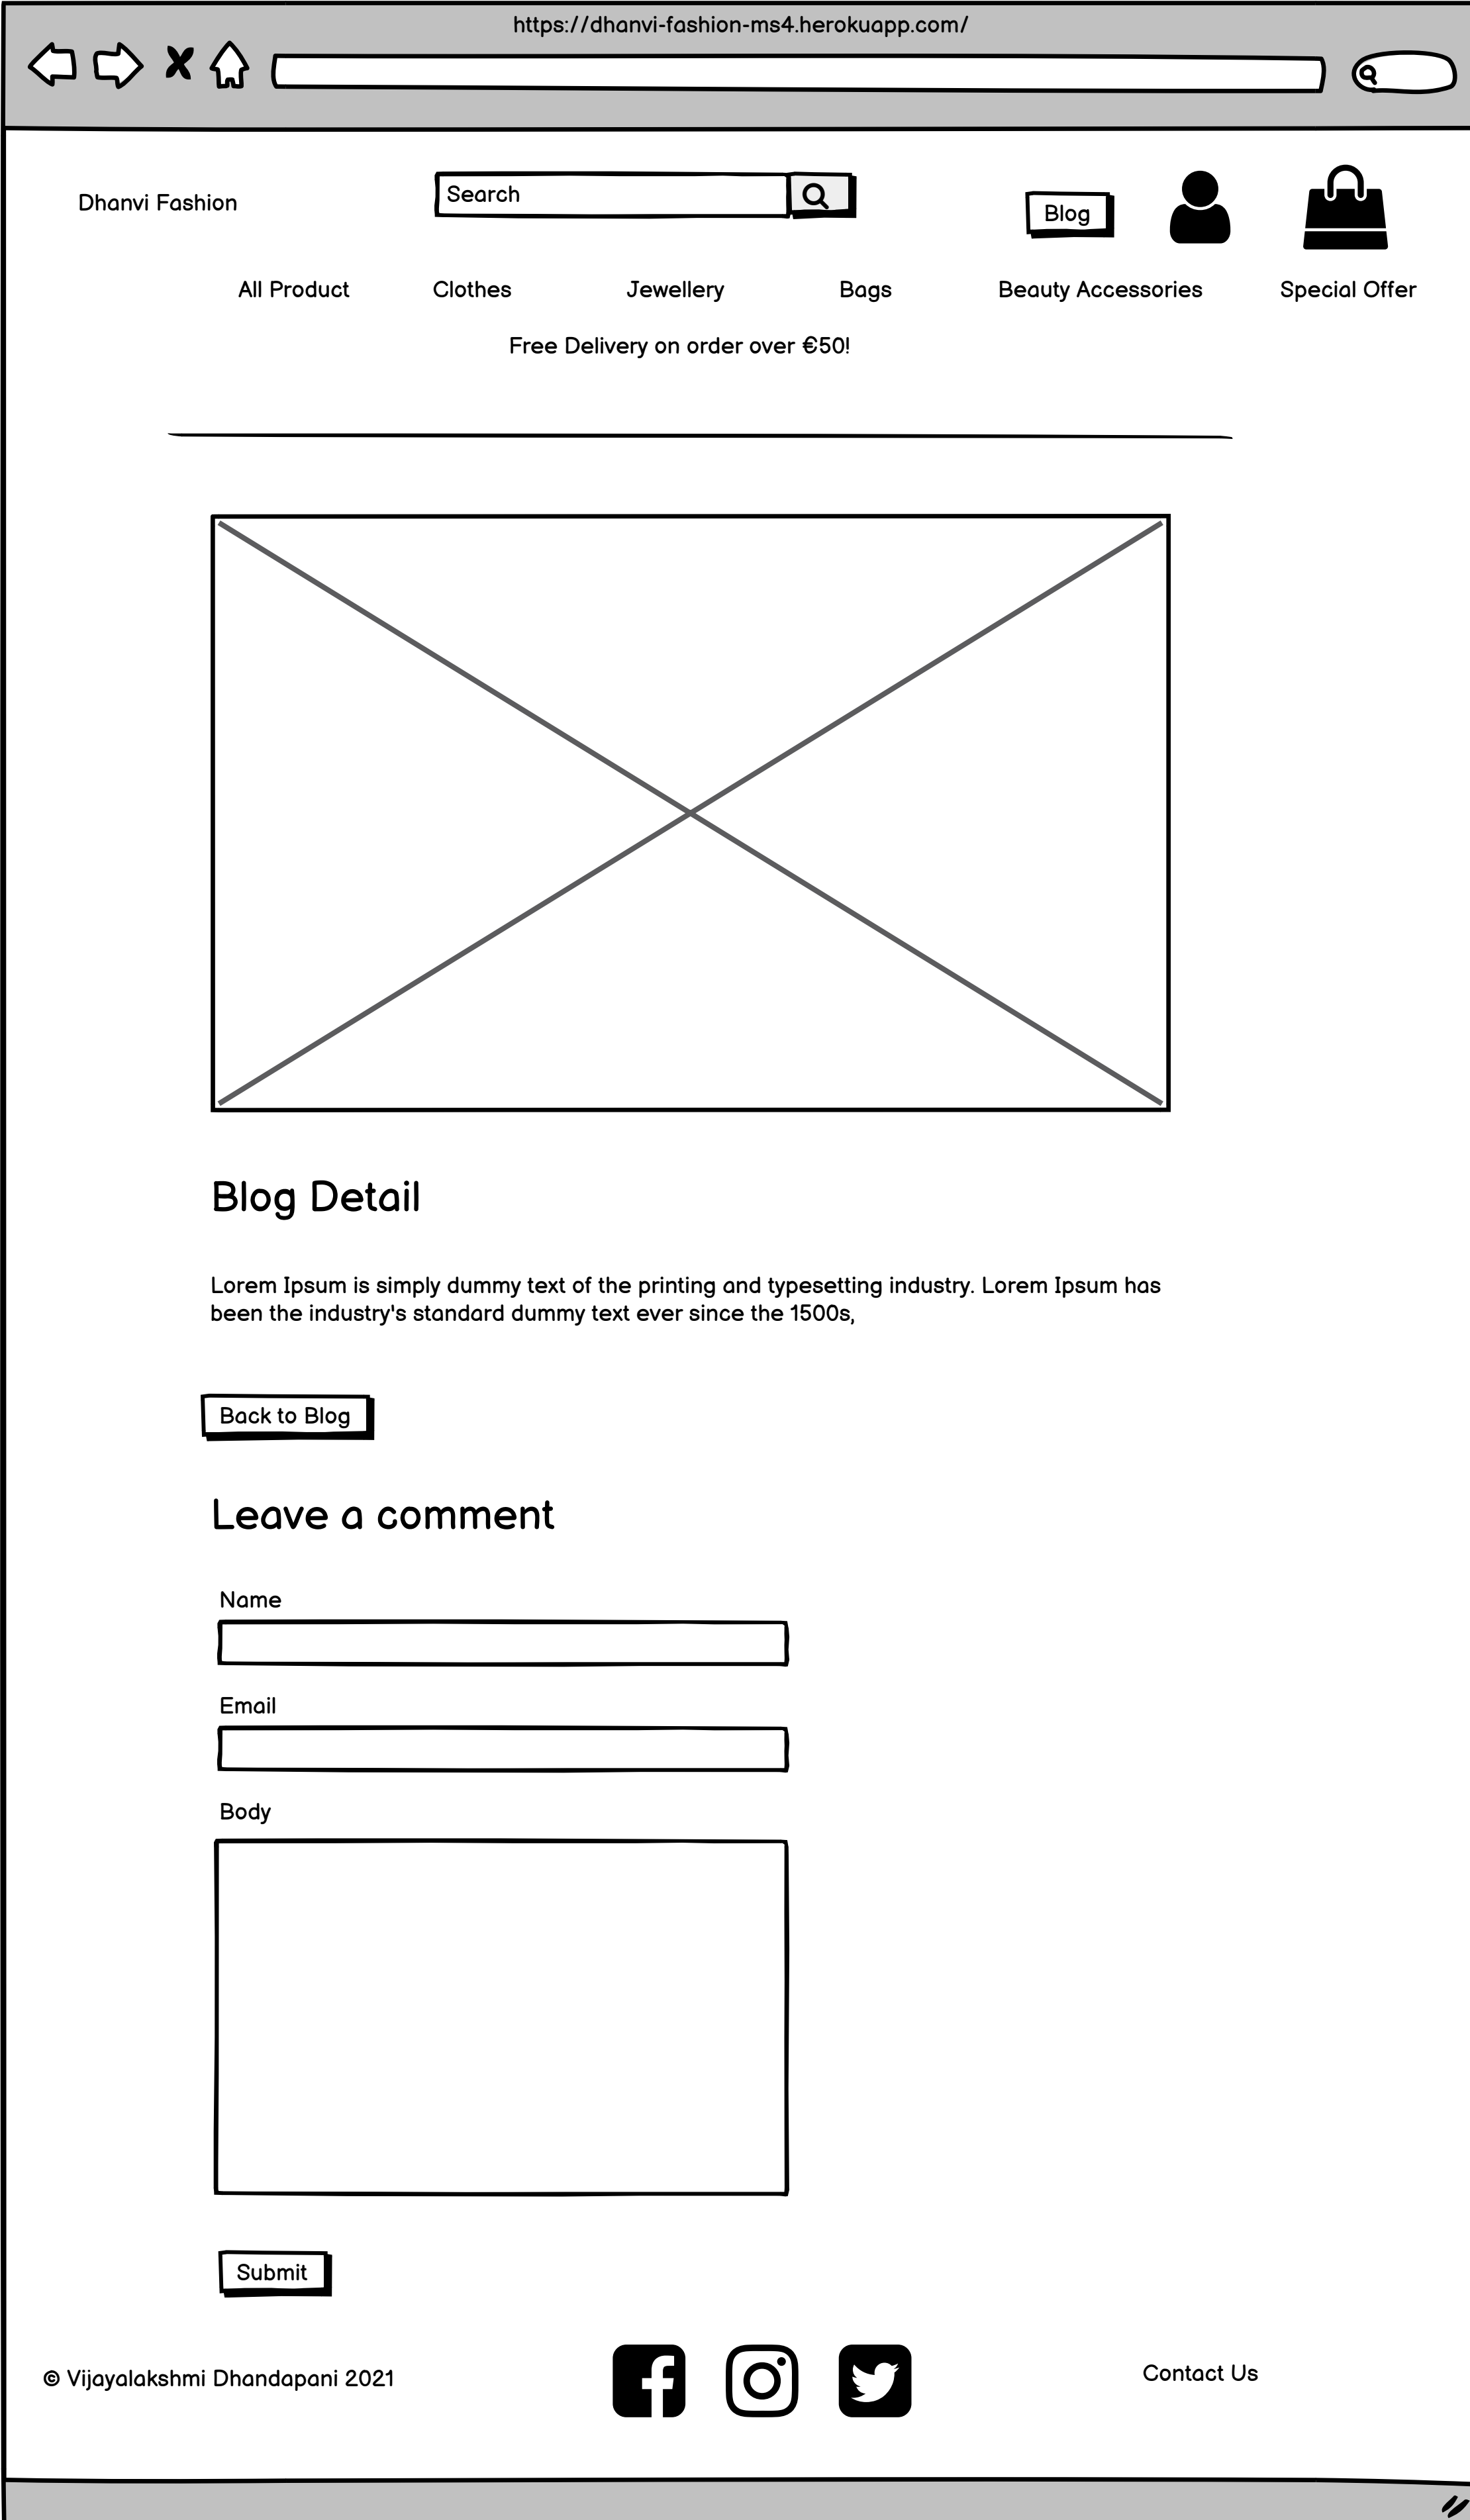 https://dhanvi-fashion-ms4.herokuapp.com/
Dhanvi Fashion
Search
Blog
All Product Clothes Jewellery Bags Beauty Accessories Special Offer
Free Delivery on order over €50!
Blog Detail
Lorem Ipsum is simply dummy text of the printing and typesetting industry. Lorem Ipsum has
been the industry's standard dummy text ever since the 1500s,
Back to Blog
Leave a comment
Name
Email
Body
Submit
© Vijayalakshmi Dhandapani 2021
Contact Us